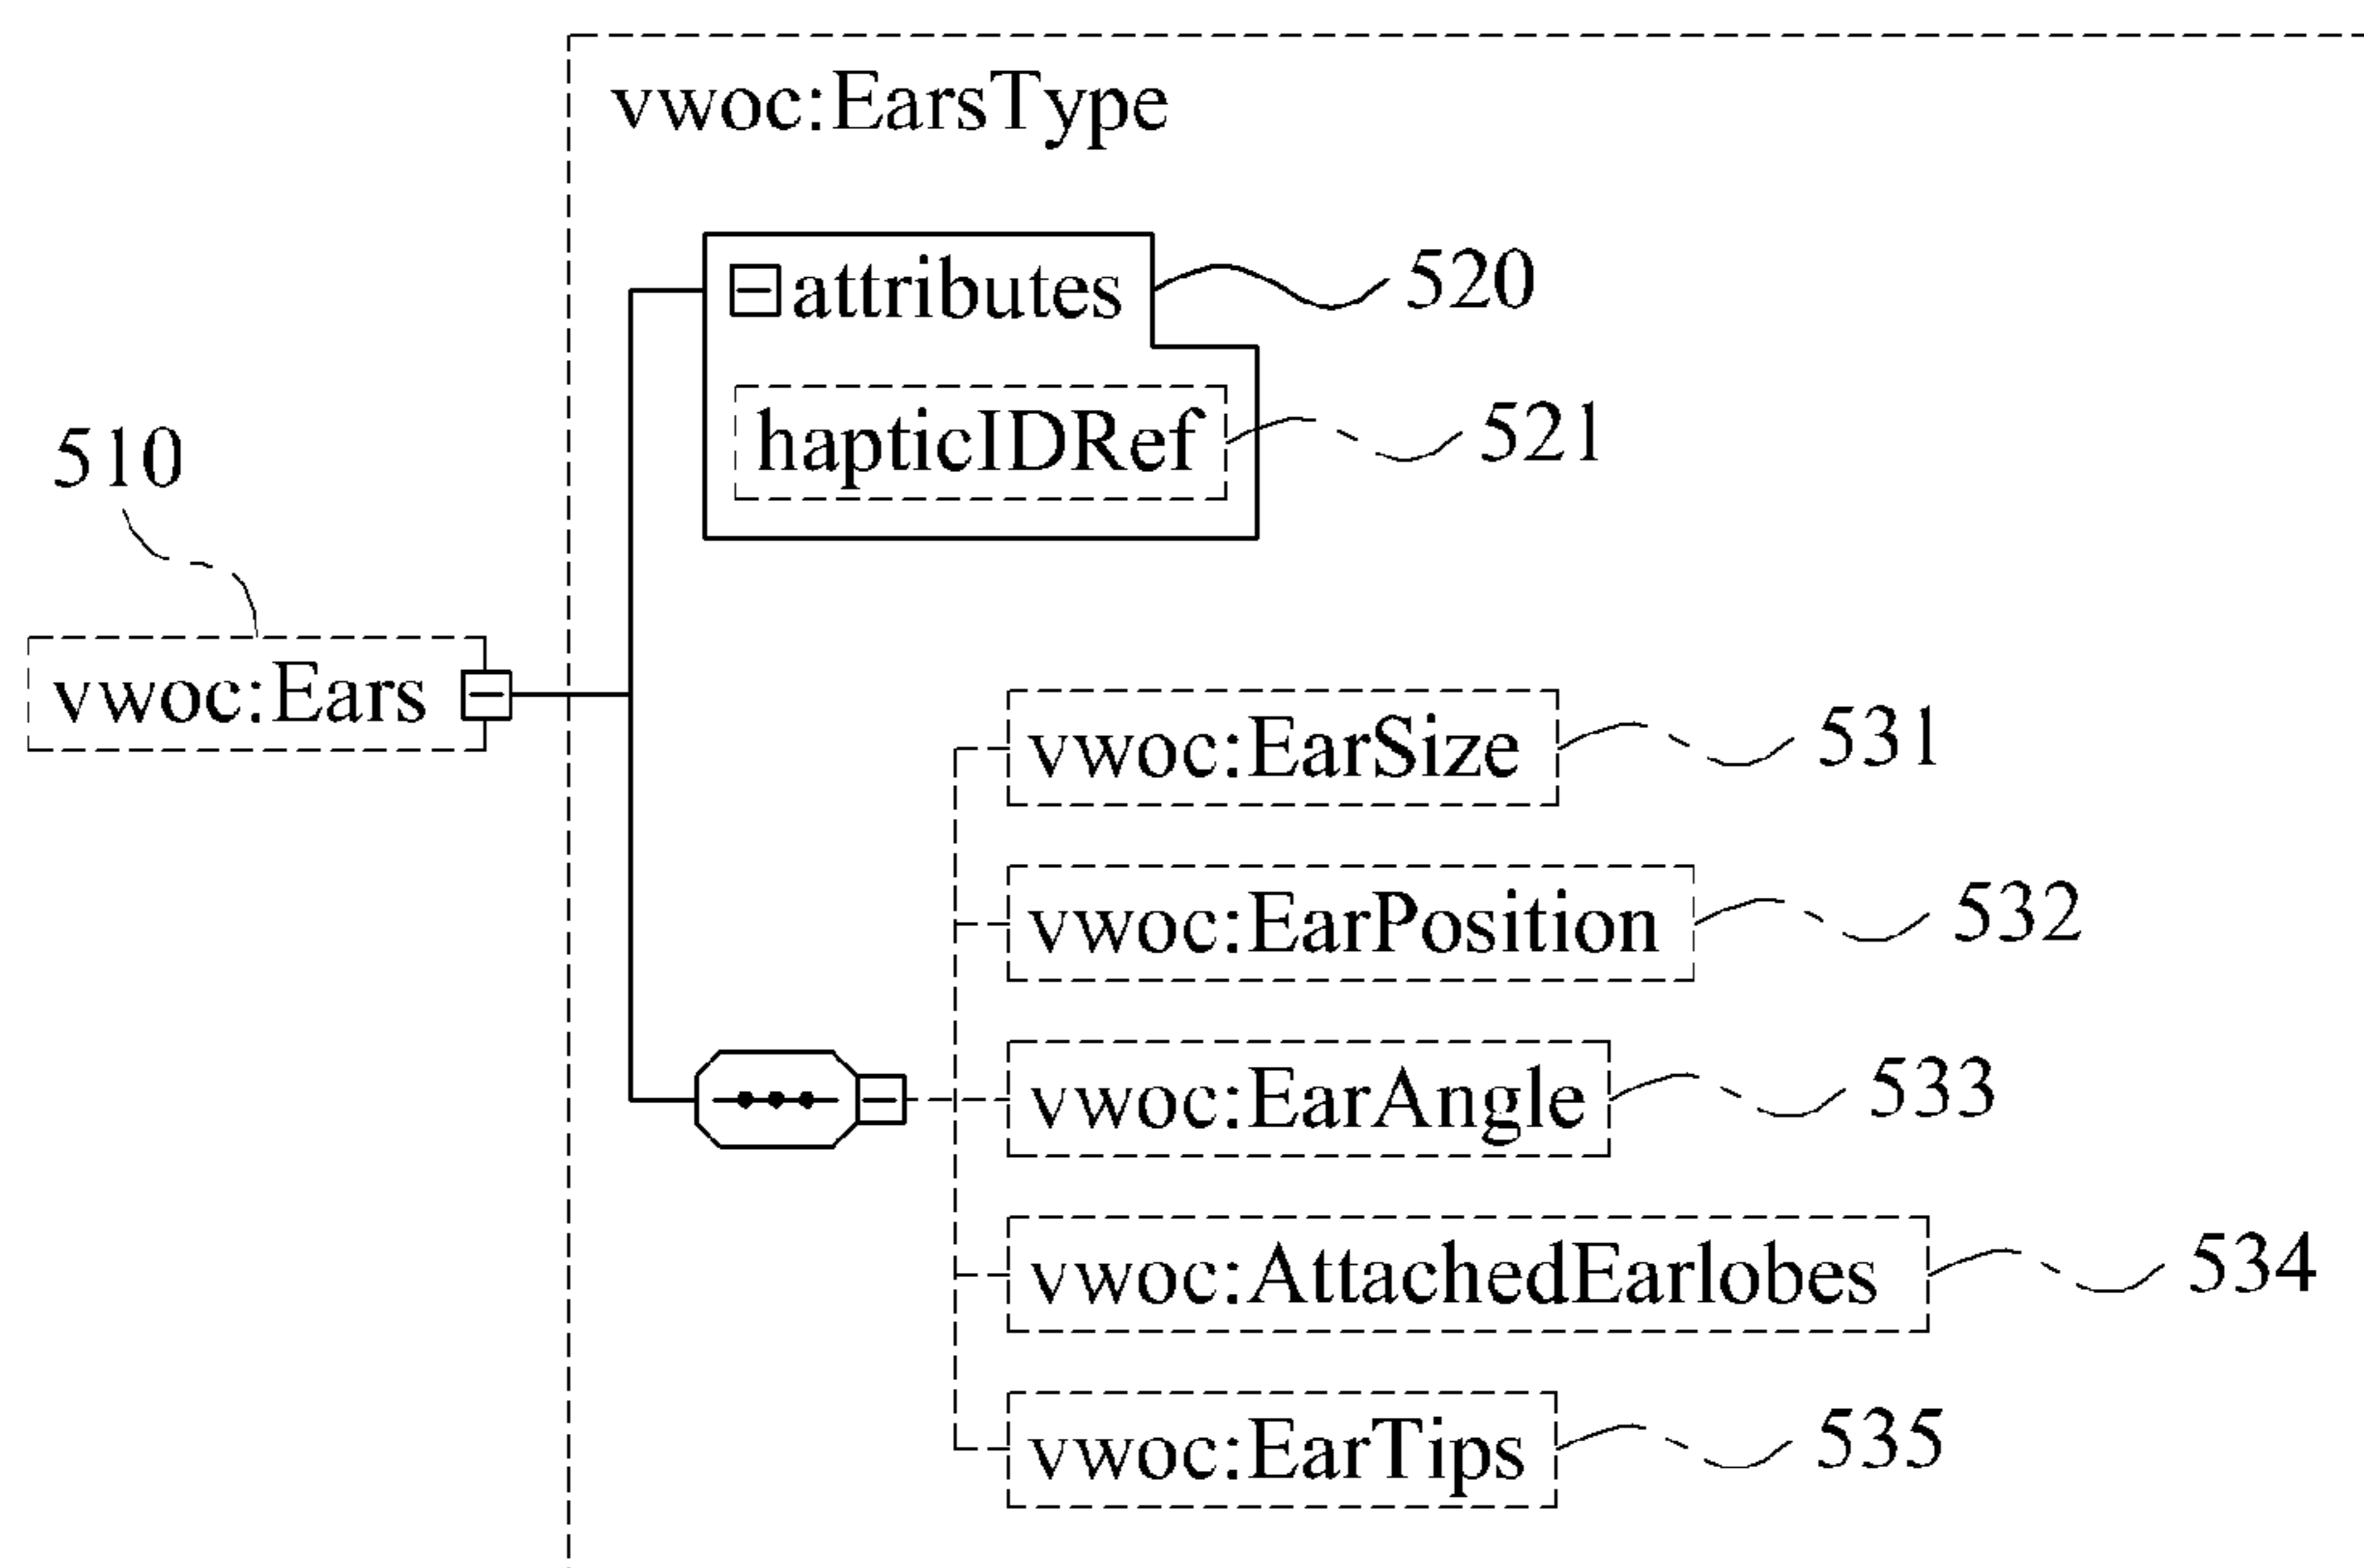 vwoc:EarsType
attributes 520
hapticIDRef 521
510
vwoc:Ears
vwoc:EarSize 531
vwoc:EarPosition 532
vwoc:EarAngle 533
vwoc:AttachedEarlobes 534
vwoc:EarTips 535